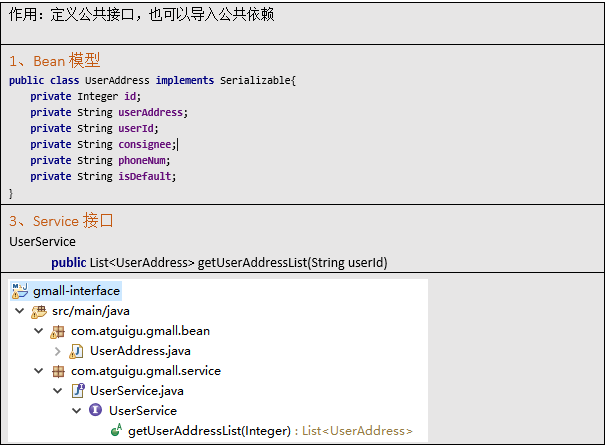 作用：定义公共接口，也可以导入公共依赖
1、Bean 模型
public class UserAddress implements Serializable{
private Integer id;
private String userAddress;
private String userId;
private String consignee;
private String phoneNum;
private String isDefault;
}
3、Service 接口
UserService
public List<UserAddress> getUserAddressList(String userId)
gmall-interface
src/main/java
com.atguigu.gmall.bean
UserAddress.java
com.atguigu.gmall.service
UserService.java
UserService
getUserAddressList(Integer) : List<UserAddress>